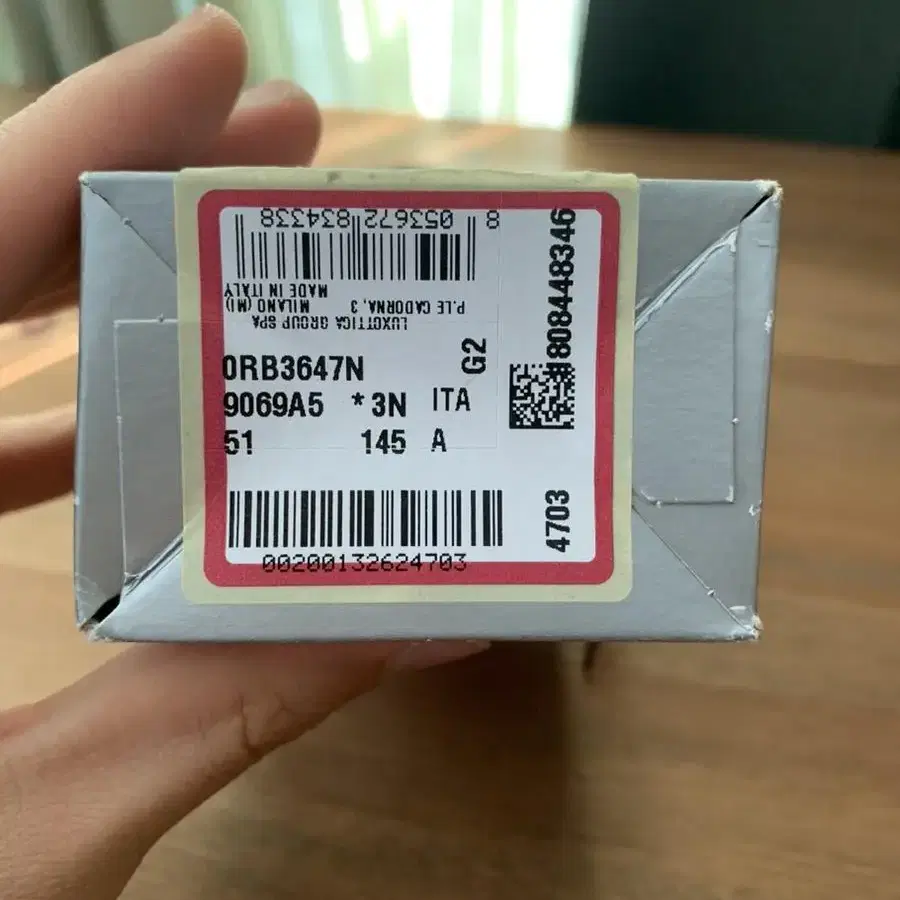 8 053672 834338
LUXOTTICA GROUP SPA
P.LE CADORNA, 3 MILANO (MI)
MADE IN ITALY
0RB3647N G2
9069A5 * 3N ITA
51 145 A
00200132624703
808448346
4703